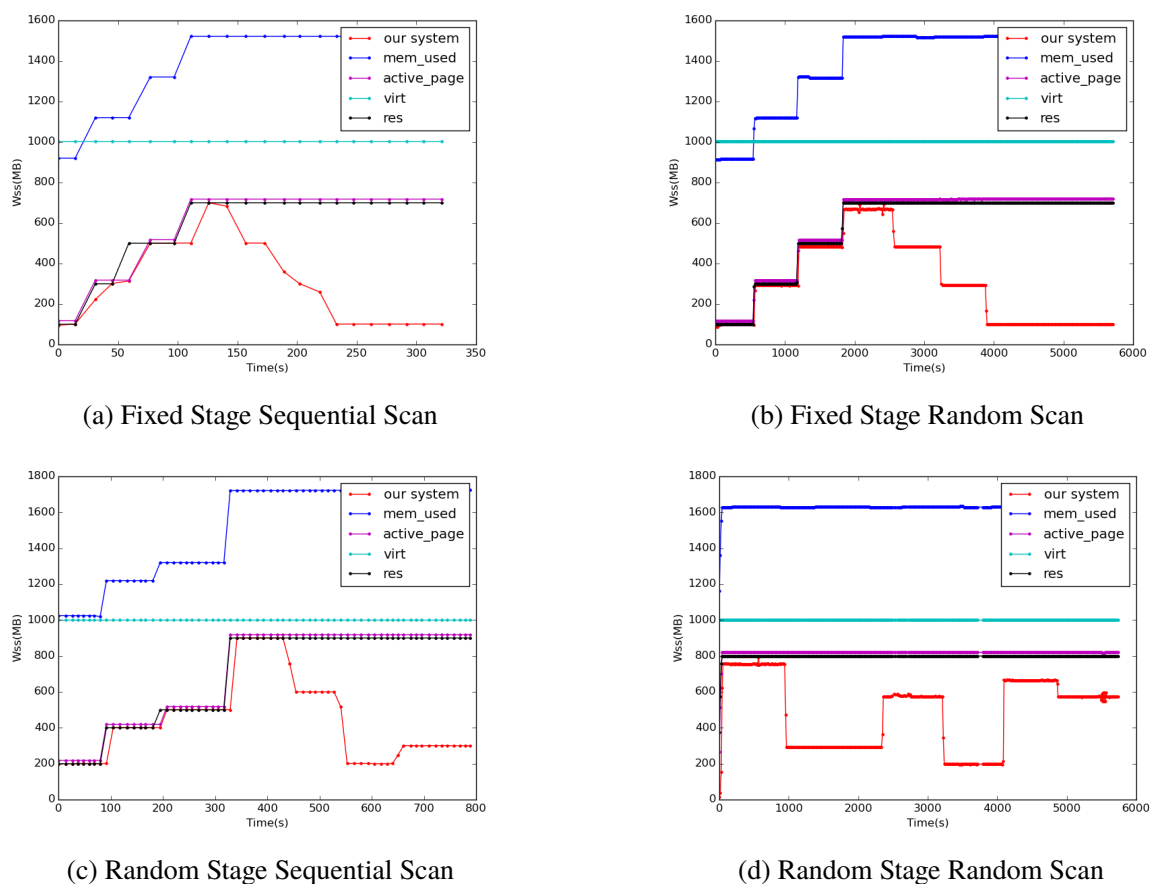 1600
1400
1200
1000
800
600
400
200
0
Wss(MB)
0 50 100 150 200 250 300 350
Time(s)
our system
mem_used
active_page
virt
res
(a) Fixed Stage Sequential Scan
1600
1400
1200
1000
800
600
400
200
0
Wss(MB)
0 1000 2000 3000 4000 5000 6000
Time(s)
our system
mem_used
active_page
virt
res
(b) Fixed Stage Random Scan
1800
1600
1400
1200
1000
800
600
400
200
0
Wss(MB)
0 100 200 300 400 500 600 700 800
Time(s)
our system
mem_used
active_page
virt
res
(c) Random Stage Sequential Scan
1800
1600
1400
1200
1000
800
600
400
200
0
Wss(MB)
0 1000 2000 3000 4000 5000 6000
Time(s)
our system
mem_used
active_page
virt
res
(d) Random Stage Random Scan